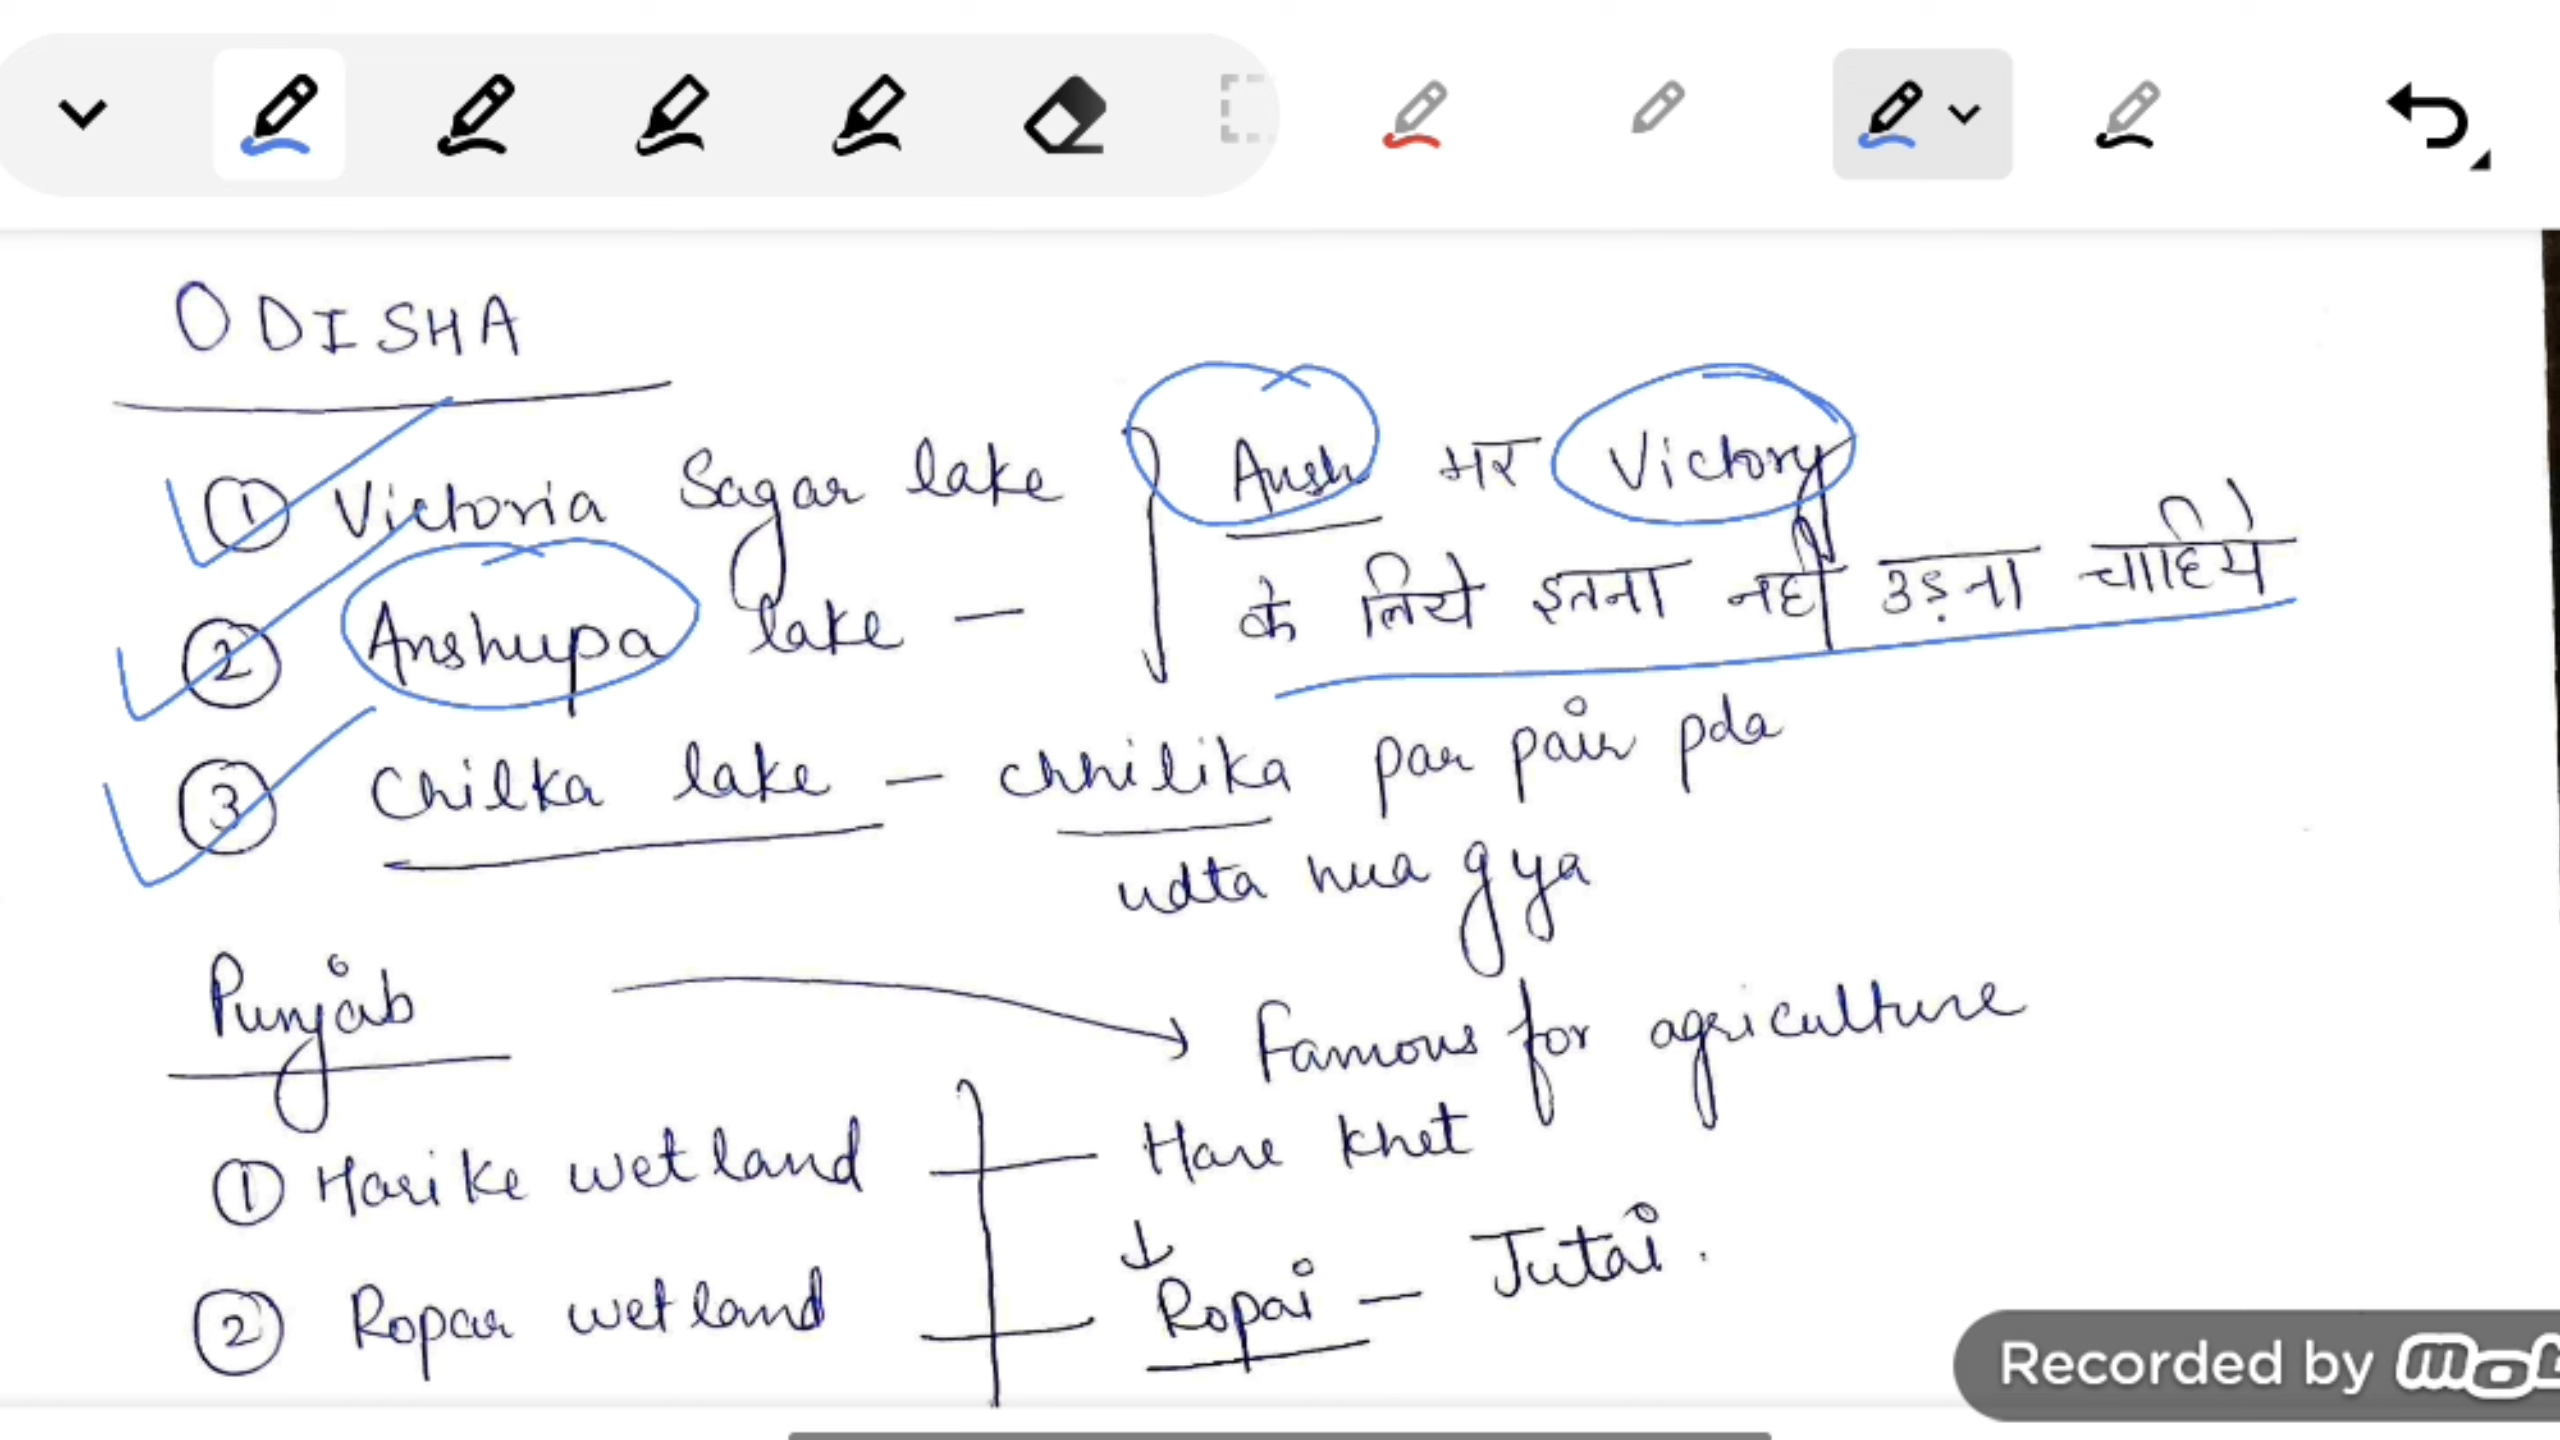 ODISHA
① Victoria Sagar lake Ansh भर Victory
② Anshupa lake — के लिये इतना नही उड़ना चाहिये
③ Chilka lake — chhilika par pair pda
udta hua gya
Punjab → Famous for agriculture
① Harike wetland Hare khet
↓
② Ropar wetland Ropai — Jutai.
Recorded by